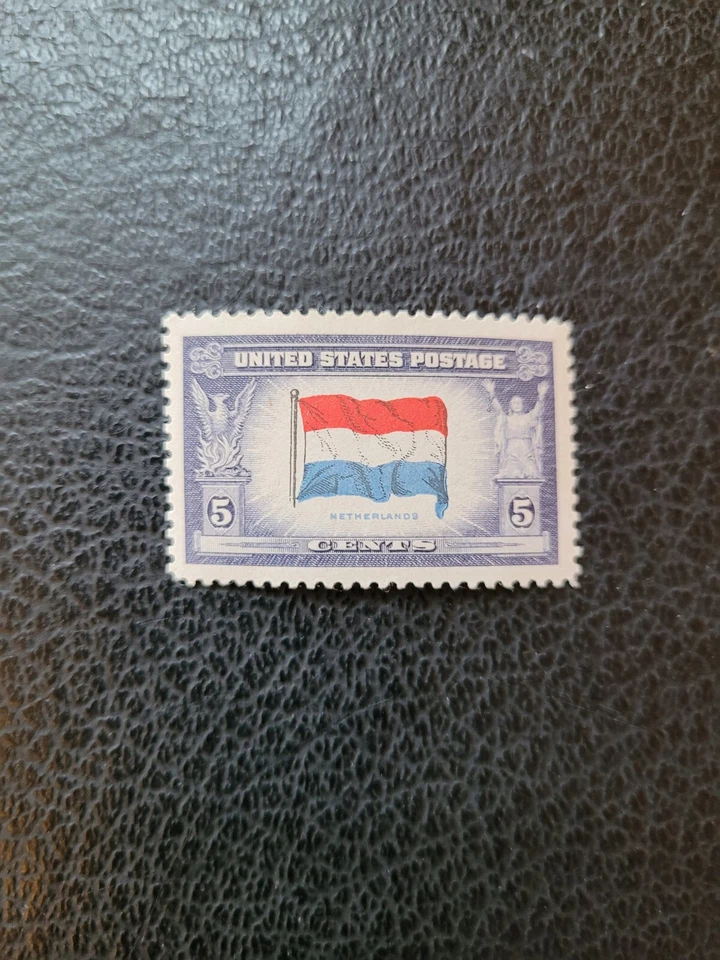 UNITED STATES POSTAGE
NETHERLANDS
5 5
CENTS